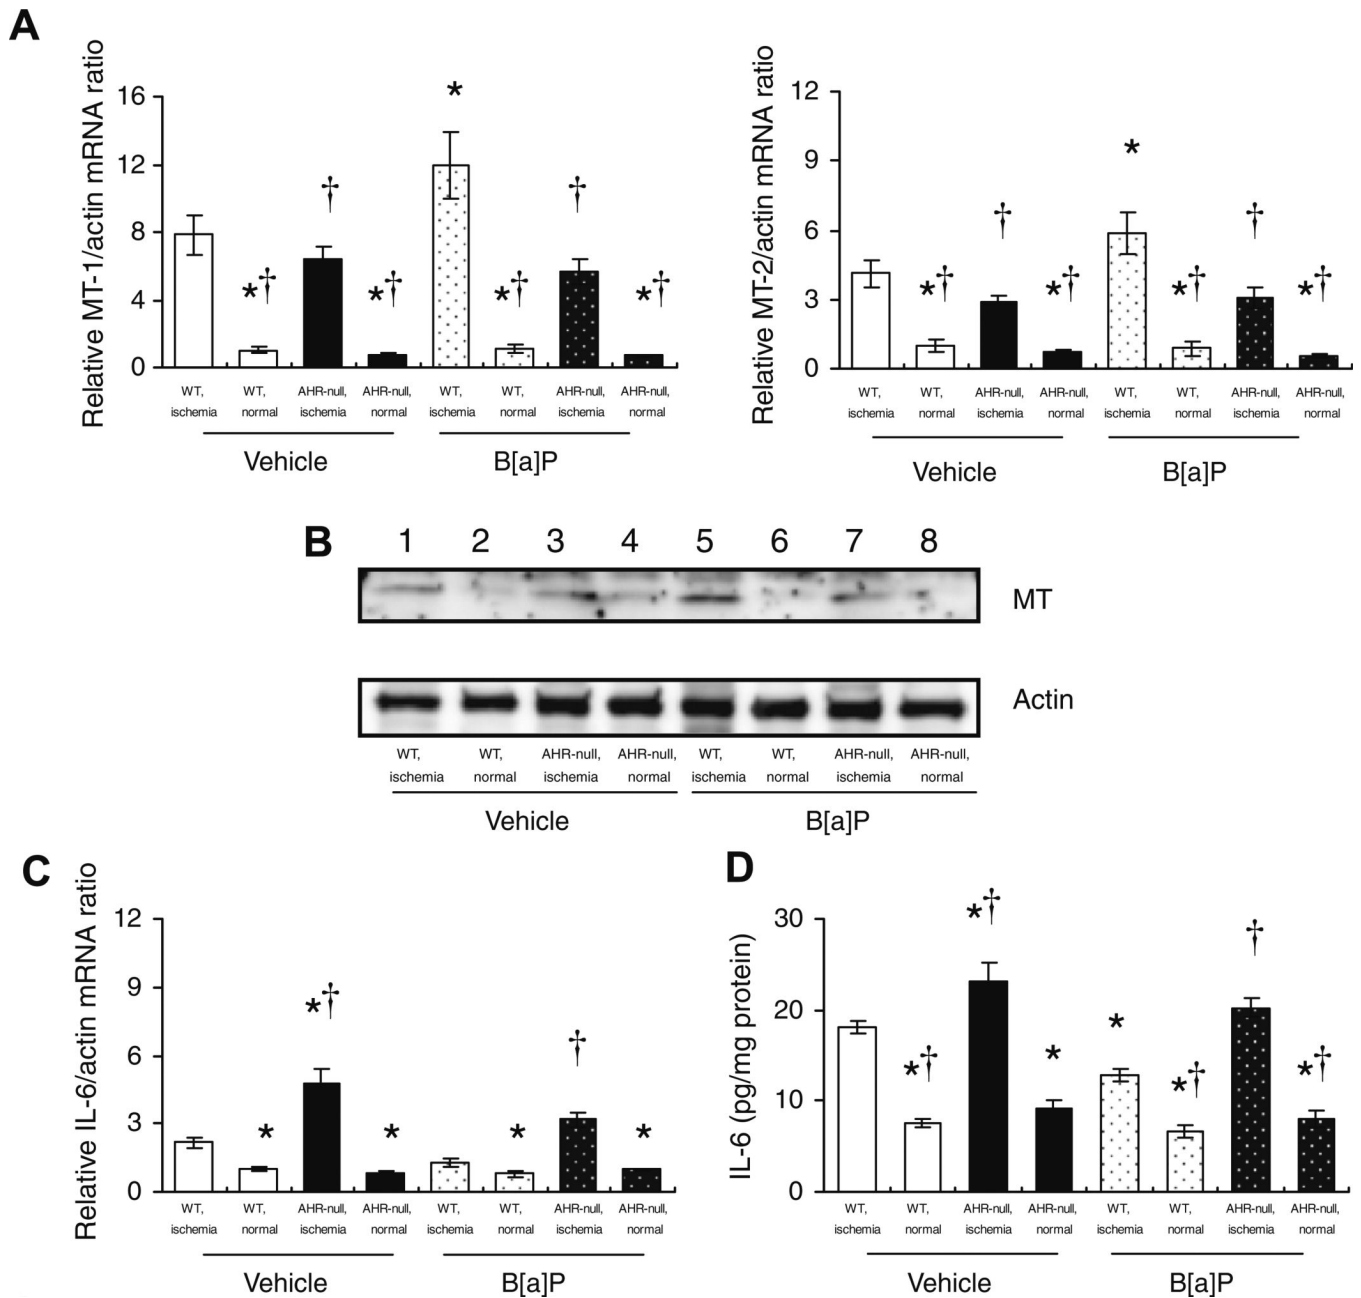 A
Relative MT-1/actin mRNA ratio
16
12
8
4
0
*
†
*†
*†
*†
†
*†
WT, ischemia
WT, normal
AHR-null, ischemia
AHR-null, normal
WT, ischemia
WT, normal
AHR-null, ischemia
AHR-null, normal
Vehicle
B[a]P
Relative MT-2/actin mRNA ratio
12
9
6
3
0
*†
†
*†
*
*†
†
*†
WT, ischemia
WT, normal
AHR-null, ischemia
AHR-null, normal
WT, ischemia
WT, normal
AHR-null, ischemia
AHR-null, normal
Vehicle
B[a]P
B
1 2 3 4 5 6 7 8
MT
Actin
WT, ischemia
WT, normal
AHR-null, ischemia
AHR-null, normal
WT, ischemia
WT, normal
AHR-null, ischemia
AHR-null, normal
Vehicle
B[a]P
C
Relative IL-6/actin mRNA ratio
12
9
6
3
0
*
*†
*
*
†
*
WT, ischemia
WT, normal
AHR-null, ischemia
AHR-null, normal
WT, ischemia
WT, normal
AHR-null, ischemia
AHR-null, normal
Vehicle
B[a]P
D
IL-6 (pg/mg protein)
30
20
10
0
*†
*†
*
*
*†
†
*†
WT, ischemia
WT, normal
AHR-null, ischemia
AHR-null, normal
WT, ischemia
WT, normal
AHR-null, ischemia
AHR-null, normal
Vehicle
B[a]P